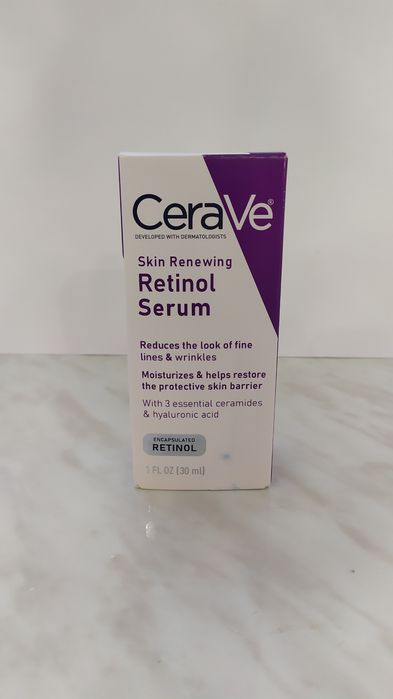 CeraVe®
DEVELOPED WITH DERMATOLOGISTS
Skin Renewing
Retinol
Serum
Reduces the look of fine
lines & wrinkles
Moisturizes & helps restore
the protective skin barrier
With 3 essential ceramides
& hyaluronic acid
ENCAPSULATED
RETINOL
1 FL OZ (30 ml)